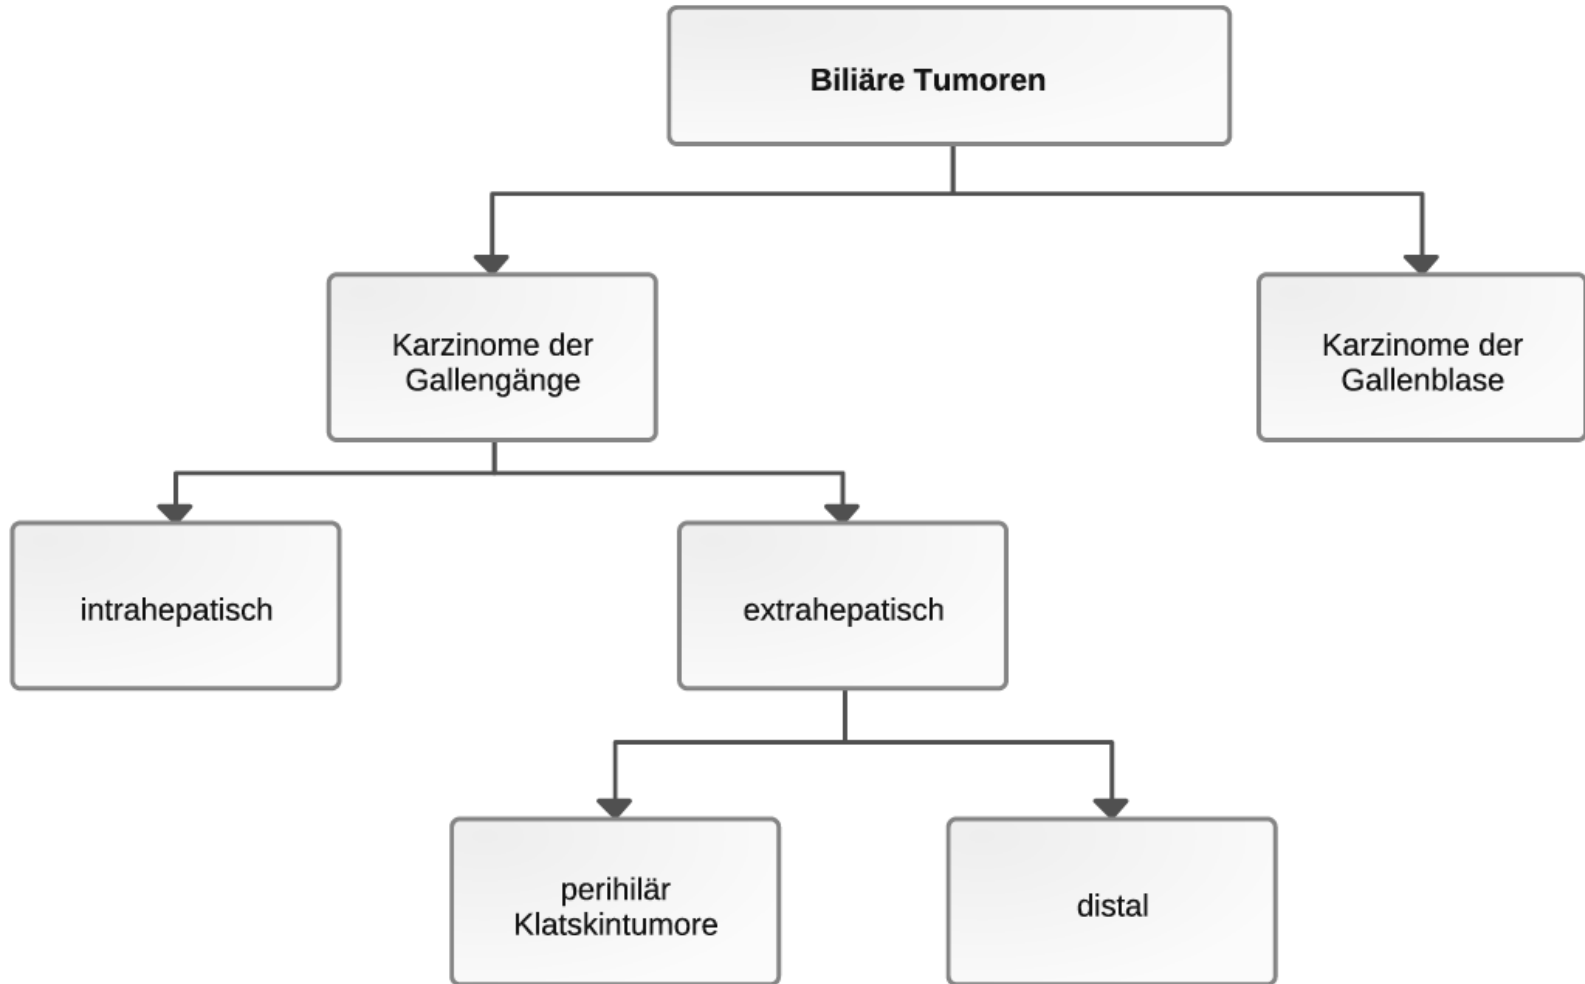 Biliäre Tumoren
Karzinome der
Gallengänge
Karzinome der
Gallenblase
intrahepatisch
extrahepatisch
perihilär
Klatskintumore
distal